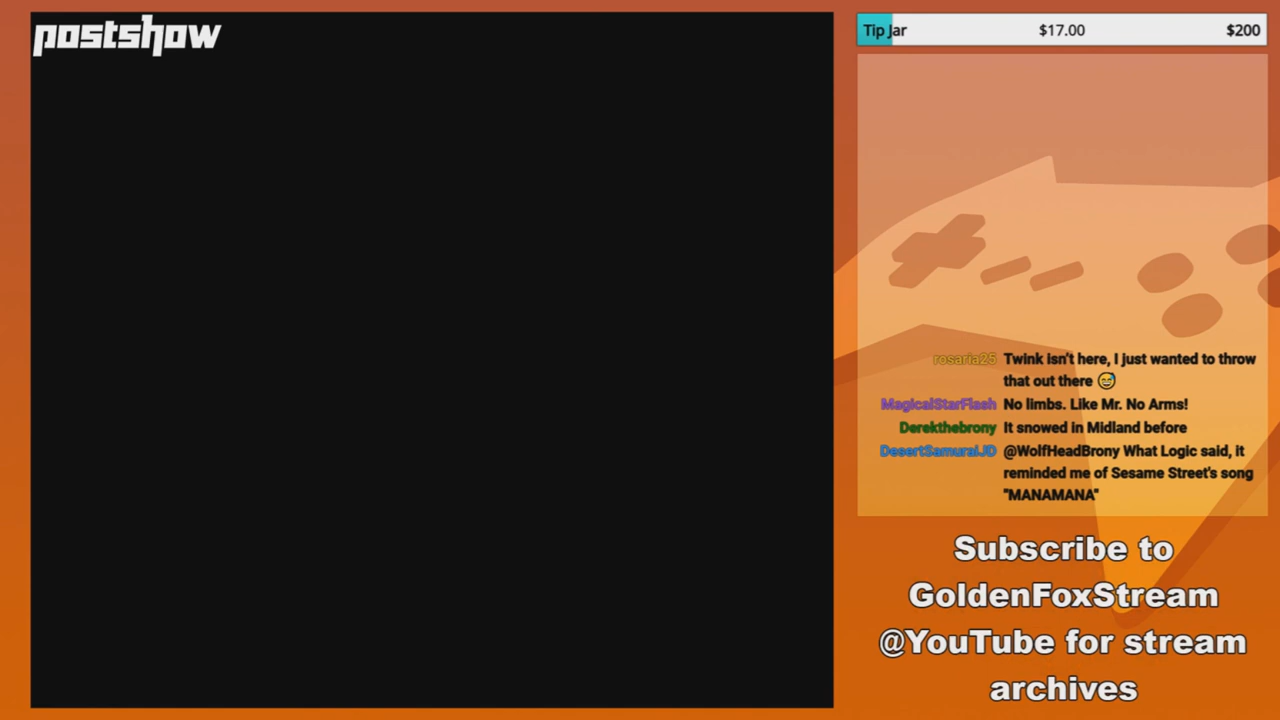 postshow
Tip Jar $17.00 $200
rosaria25 Twink isn't here, I just wanted to throw
that out there 😅
MagicalStarFlash No limbs. Like Mr. No Arms!
Derekthebrony It snowed in Midland before
DesertSamuraiJD @WolfHeadBrony What Logic said, it
reminded me of Sesame Street's song
"MANAMANA"
Subscribe to
GoldenFoxStream
@YouTube for stream
archives